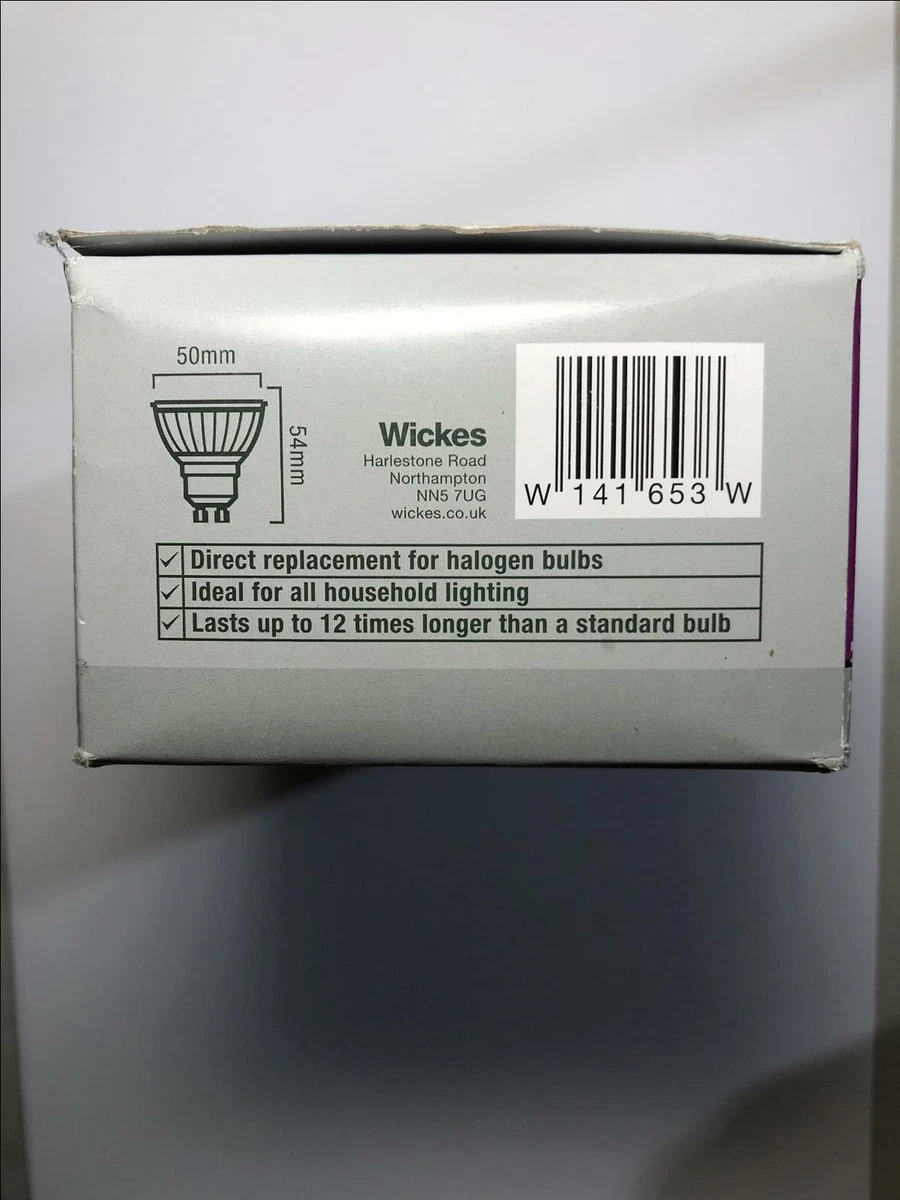 50mm
54mm
Wickes
Harlestone Road
Northampton
NN5 7UG
wickes.co.uk
W 141 653 W
Direct replacement for halogen bulbs
Ideal for all household lighting
Lasts up to 12 times longer than a standard bulb